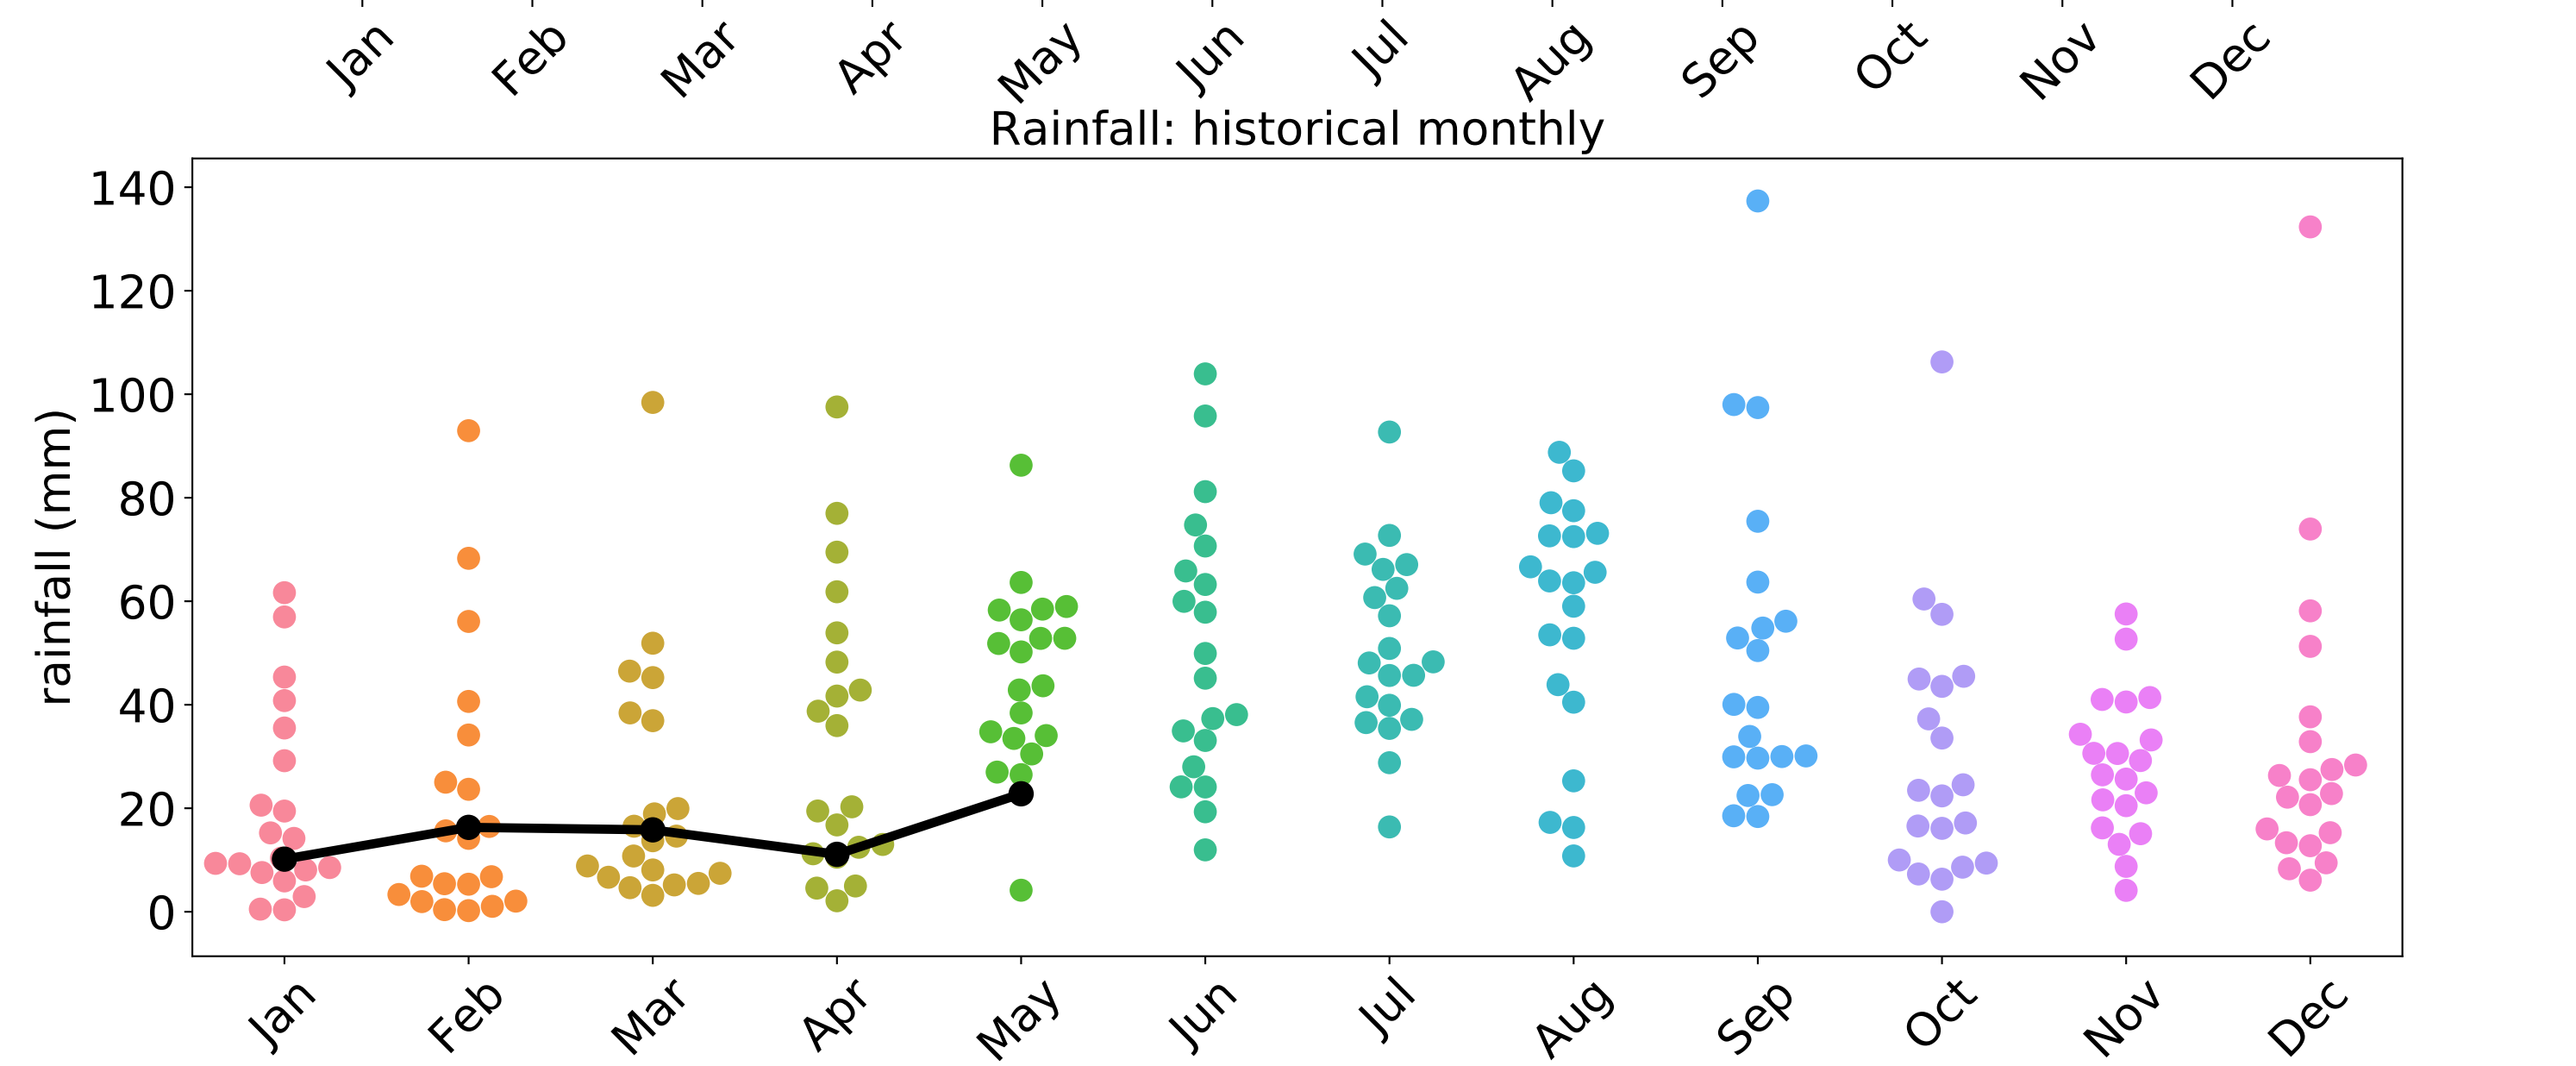 Jan Feb Mar Apr May Jun Jul Aug Sep Oct Nov Dec
Rainfall: historical monthly
140
120
100
80
60
40
20
0
rainfall (mm)
Jan Feb Mar Apr May Jun Jul Aug Sep Oct Nov Dec